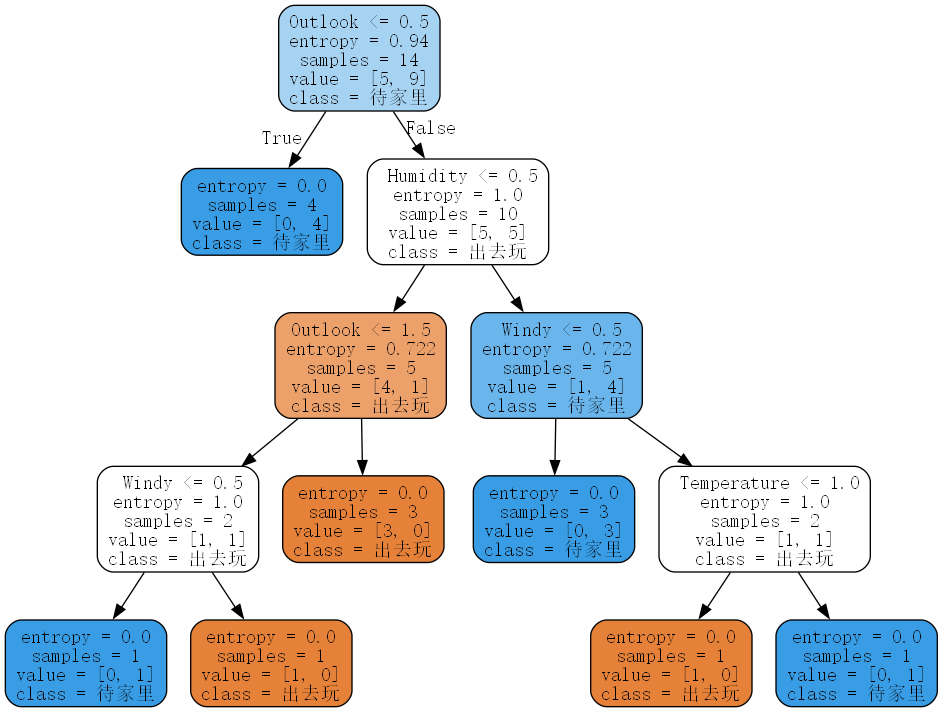 Outlook <= 0.5
entropy = 0.94
samples = 14
value = [5, 9]
class = 待家里
True
False
entropy = 0.0
samples = 4
value = [0, 4]
class = 待家里
Humidity <= 0.5
entropy = 1.0
samples = 10
value = [5, 5]
class = 出去玩
Outlook <= 1.5
entropy = 0.722
samples = 5
value = [4, 1]
class = 出去玩
Windy <= 0.5
entropy = 0.722
samples = 5
value = [1, 4]
class = 待家里
Windy <= 0.5
entropy = 1.0
samples = 2
value = [1, 1]
class = 出去玩
entropy = 0.0
samples = 3
value = [3, 0]
class = 出去玩
entropy = 0.0
samples = 3
value = [0, 3]
class = 待家里
Temperature <= 1.0
entropy = 1.0
samples = 2
value = [1, 1]
class = 出去玩
entropy = 0.0
samples = 1
value = [0, 1]
class = 待家里
entropy = 0.0
samples = 1
value = [1, 0]
class = 出去玩
entropy = 0.0
samples = 1
value = [1, 0]
class = 出去玩
entropy = 0.0
samples = 1
value = [0, 1]
class = 待家里